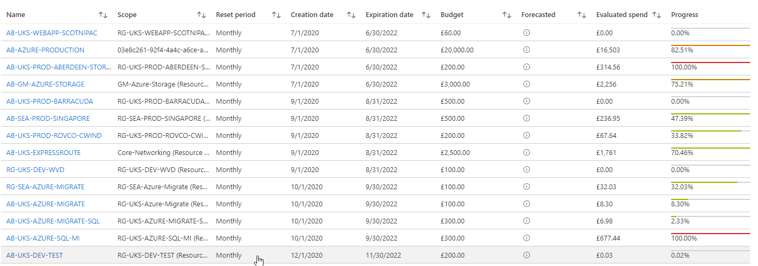 Name Scope Reset period Creation date Expiration date Budget Forecasted Evaluated spend Progress
AB-UKS-WEBAPP-SCOTNIPAC RG-UKS-WEBAPP-SCOTNIPA... Monthly 7/1/2020 6/30/2022 £60.00 £0.00 0.00%
AB-AZURE-PRODUCTION 03e8c261-92f4-4a4c-a6ce-a... Monthly 7/1/2020 6/30/2022 £20,000.00 £16,503 82.51%
AB-UKS-PROD-ABERDEEN-STOR... RG-UKS-PROD-ABERDEEN-S... Monthly 7/1/2020 6/30/2022 £200.00 £314.56 100.00%
AB-GM-AZURE-STORAGE GM-Azure-Storage (Resourc... Monthly 7/1/2020 6/30/2022 £3,000.00 £2,256 75.21%
AB-UKS-PROD-BARRACUDA RG-UKS-PROD-BARRACUDA... Monthly 9/1/2020 8/31/2022 £500.00 £0.00 0.00%
AB-SEA-PROD-SINGAPORE RG-SEA-PROD-SINGAPORE (... Monthly 9/1/2020 8/31/2022 £500.00 £236.95 47.39%
AB-UKS-PROD-ROVCO-CWIND RG-UKS-PROD-ROVCO-CWI... Monthly 9/1/2020 8/31/2022 £200.00 £67.64 33.82%
AB-UKS-EXPRESSROUTE Core-Networking (Resource ... Monthly 9/1/2020 8/31/2022 £2,500.00 £1,761 70.46%
RG-UKS-DEV-WVD RG-UKS-DEV-WVD (Resourc... Monthly 9/1/2020 8/31/2022 £100.00 £0.00 0.00%
RG-SEA-AZURE-MIGRATE RG-SEA-Azure-Migrate (Res... Monthly 10/1/2020 9/30/2022 £100.00 £32.03 32.03%
AB-UKS-AZURE-MIGRATE RG-UKS-Azure-Migrate (Res... Monthly 10/1/2020 9/30/2022 £100.00 £8.30 8.30%
AB-UKS-AZURE-MIGRATE-SQL RG-UKS-AZURE-MIGRATE-S... Monthly 10/1/2020 9/30/2022 £300.00 £6.98 2.33%
AB-UKS-AZURE-SQL-MI RG-UKS-AZURE-SQL-MI (Re... Monthly 10/1/2020 9/30/2022 £300.00 £677.44 100.00%
AB-UKS-DEV-TEST RG-UKS-DEV-TEST (Resourc... Monthly 12/1/2020 11/30/2022 £200.00 £0.03 0.02%